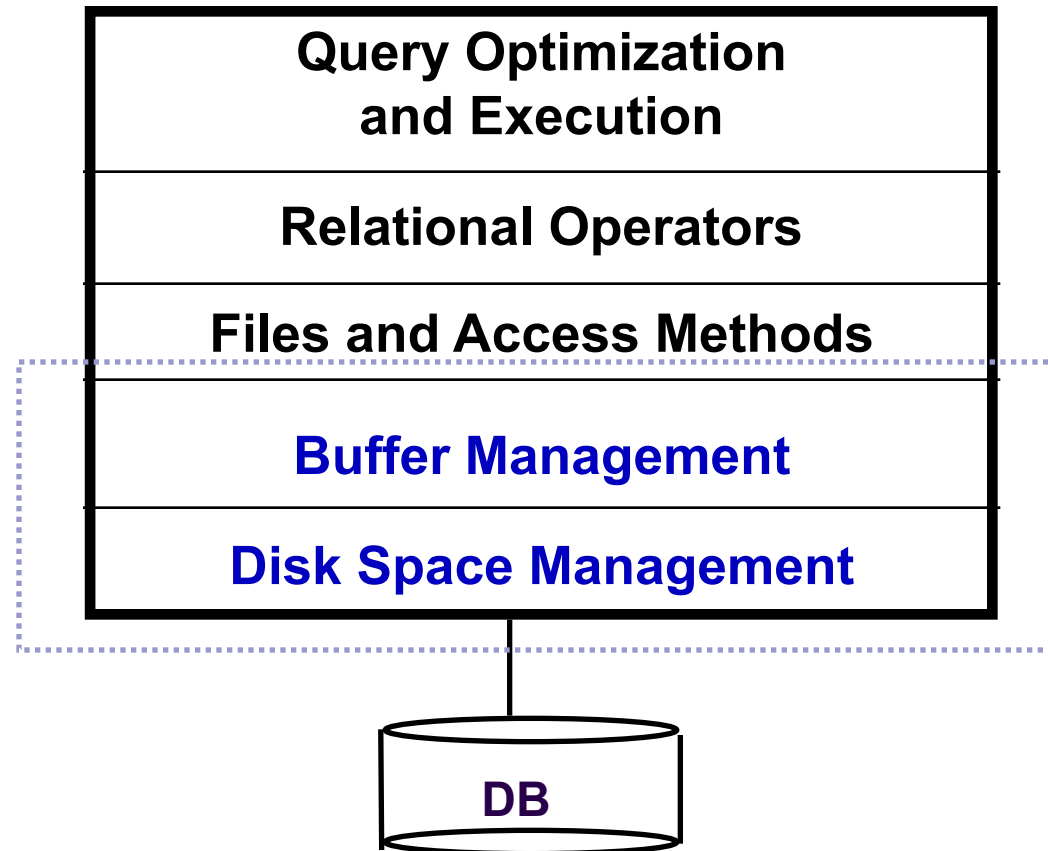 Query Optimization
and Execution
Relational Operators
Files and Access Methods
Buffer Management
Disk Space Management
DB